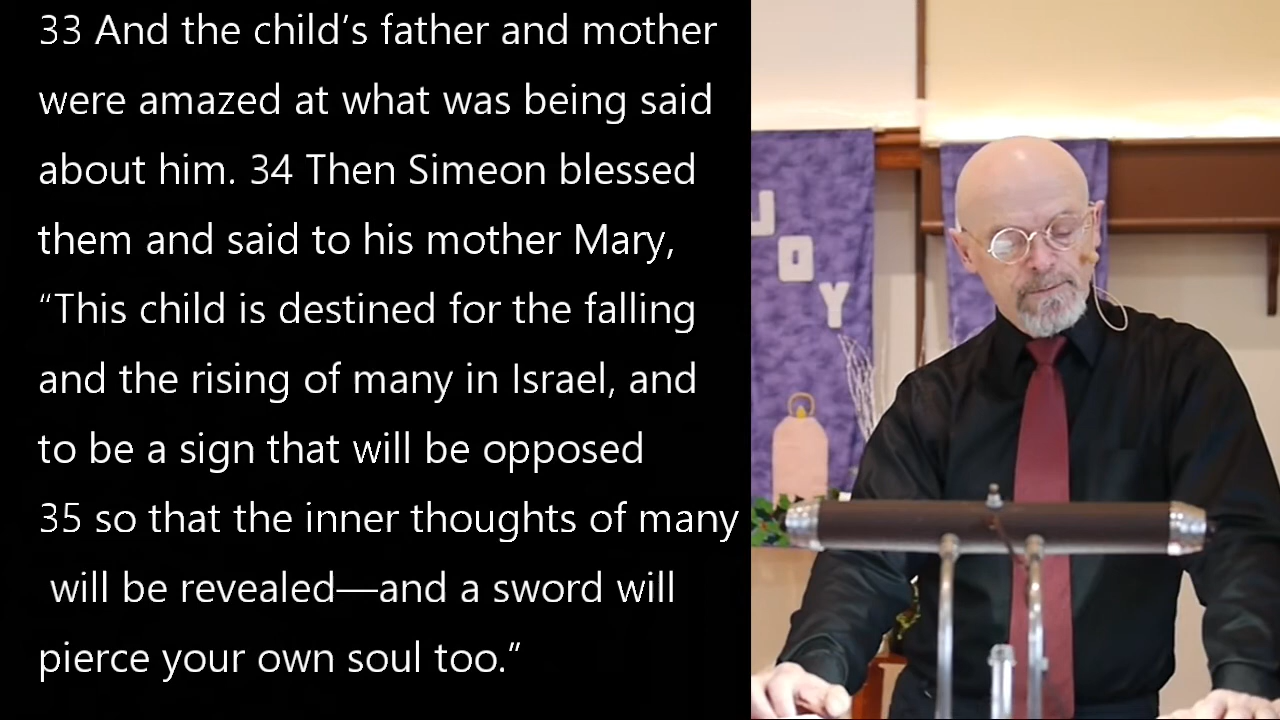 33 And the child’s father and mother
were amazed at what was being said
about him. 34 Then Simeon blessed
them and said to his mother Mary,
“This child is destined for the falling
and the rising of many in Israel, and
to be a sign that will be opposed
35 so that the inner thoughts of many
will be revealed—and a sword will
pierce your own soul too.”
J
O
Y